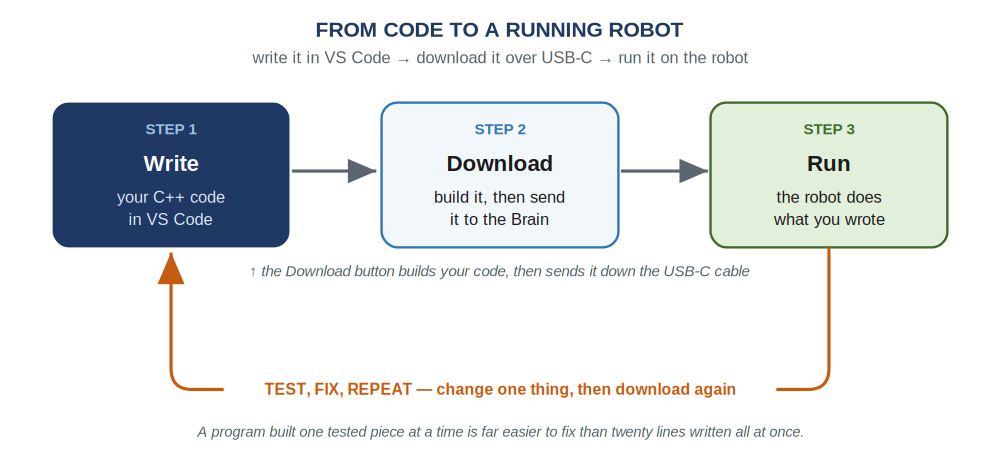 FROM CODE TO A RUNNING ROBOT
write it in VS Code → download it over USB-C → run it on the robot
STEP 1
Write
your C++ code
in VS Code
STEP 2
Download
build it, then send
it to the Brain
STEP 3
Run
the robot does
what you wrote
↑ the Download button builds your code, then sends it down the USB-C cable
TEST, FIX, REPEAT — change one thing, then download again
A program built one tested piece at a time is far easier to fix than twenty lines written all at once.